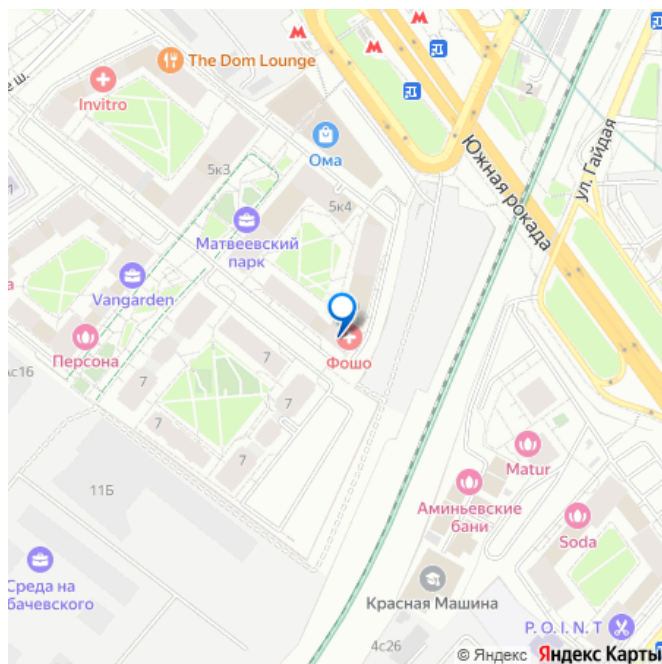 е ш.
The Dom Lounge
Invitro
2
ул. Гайдая
Ома
Южная рокада
5к3
5к4
1
Матвеевский
парк
Vangarden
а
Персона
Фошо
7
4с16
7
7
7
Matur
11Б
Аминьевские
бани
Soda
Среда на
бачевского
Красная Машина
P.O.I.N.T
4с26
© Яндекс Яндекс Карты